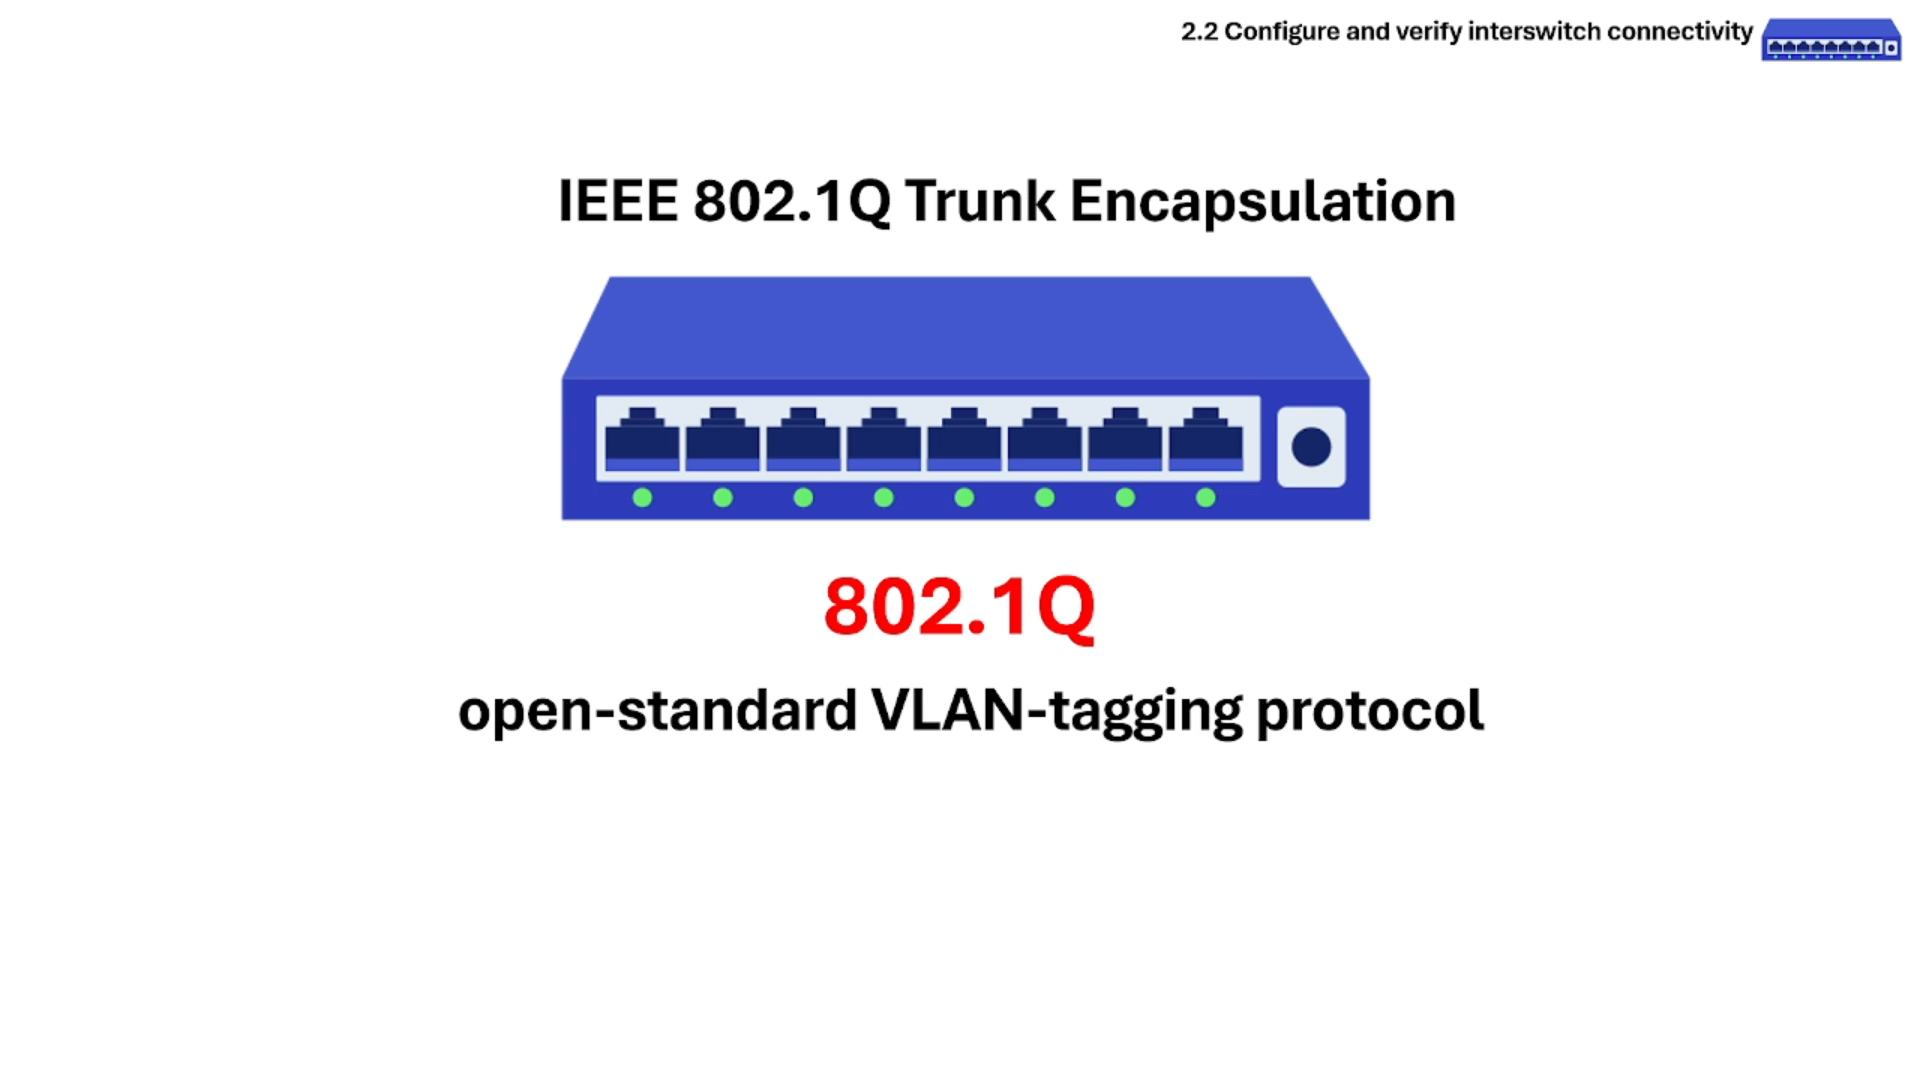 2.2 Configure and verify interswitch connectivity
IEEE 802.1Q Trunk Encapsulation
802.1Q
open-standard VLAN-tagging protocol